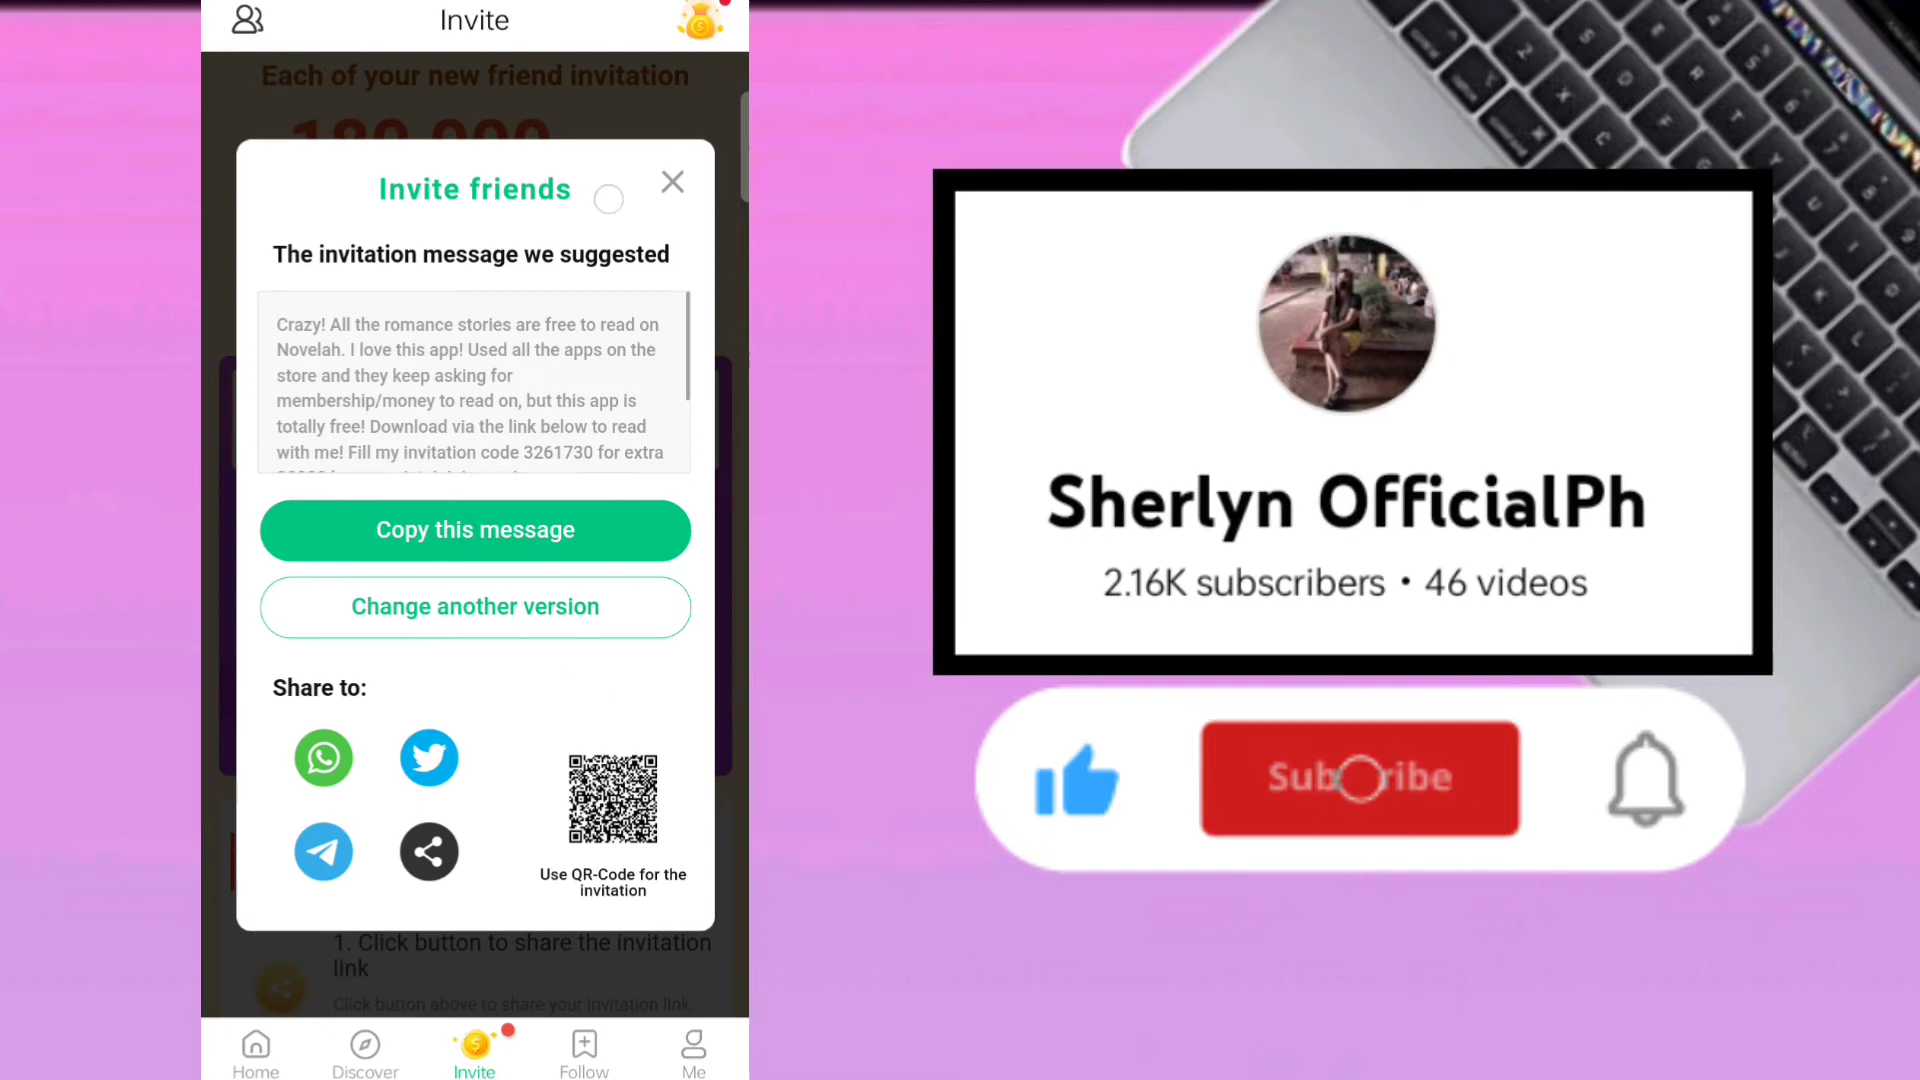 Invite
Each of your new friend invitation
Invite friends
The invitation message we suggested
Crazy! All the romance stories are free to read on
Novelah. I love this app! Used all the apps on the
store and they keep asking for
membership/money to read on, but this app is
totally free! Download via the link below to read
with me! Fill my invitation code 3261730 for extra
Copy this message
Change another version
Share to:
Use QR-Code for the
invitation
1. Click button to share the invitation
link
Click button above to share your invitation link
Home
Discover
Invite
Follow
Me
Sherlyn OfficialPh
2.16K subscribers • 46 videos
Subscribe